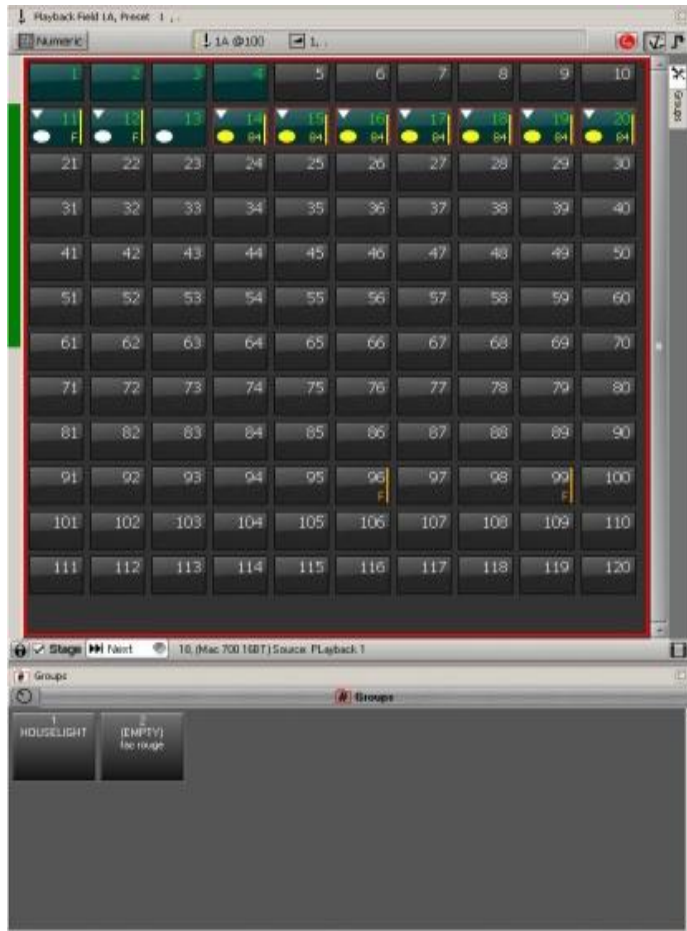 Playback Field 1A, Preset 1 , .
Numeric 1A @100 1, .
1 2 3 4 5 6 7 8 9 10
11 12 13 14 15 16 17 18 19 20
F F 84 84 84 84 84 84 84
21 22 23 24 25 26 27 28 29 30
31 32 33 34 35 36 37 38 39 40
41 42 43 44 45 46 47 48 49 50
51 52 53 54 55 56 57 58 59 60
61 62 63 64 65 66 67 68 69 70
71 72 73 74 75 76 77 78 79 80
81 82 83 84 85 86 87 88 89 90
91 92 93 94 95 96 97 98 99 100
F F
101 102 103 104 105 106 107 108 109 110
111 112 113 114 115 116 117 118 119 120
Groups
Stage Next 10, (Mac 700 16BT) Source: PLayback 1
# Groups
# Groups
1 2
HOUSELIGHT (EMPTY)
fac rouge